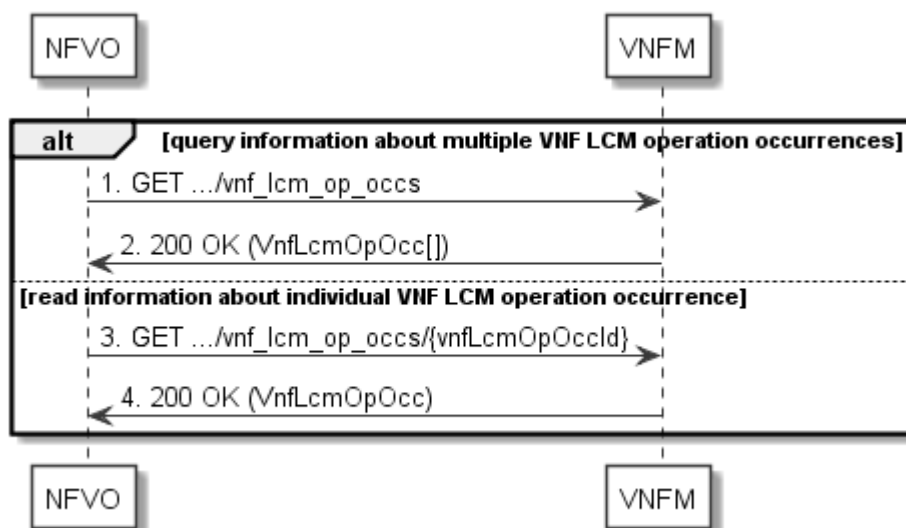 NFVO VNFM
alt [query information about multiple VNF LCM operation occurrences]
1. GET .../vnf_lcm_op_occs
2. 200 OK (VnfLcmOpOcc[])
[read information about individual VNF LCM operation occurrence]
3. GET .../vnf_lcm_op_occs/{vnfLcmOpOccId}
4. 200 OK (VnfLcmOpOcc)
NFVO VNFM